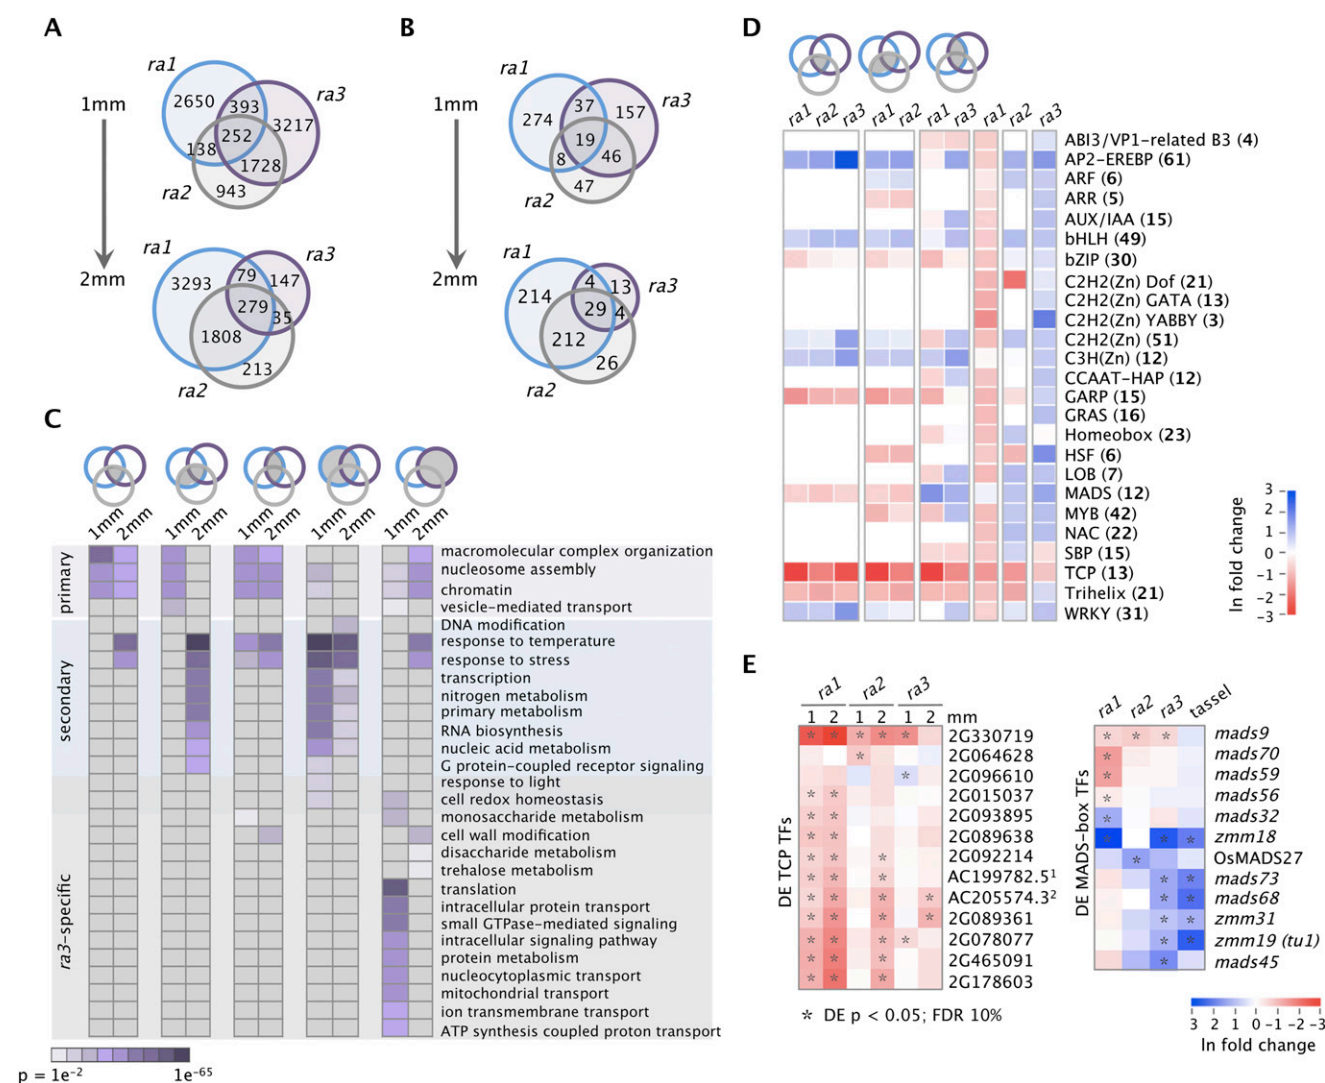 A
ra1
ra3
1mm
2650
393
3217
252
138
1728
943
ra2
ra1
ra3
2mm
3293
79
147
279
35
1808
213
ra2
B
ra1
ra3
1mm
274
37
157
19
8
46
47
ra2
ra1
ra3
2mm
214
4
13
29
4
212
26
ra2
C
1mm 2mm 1mm 2mm 1mm 2mm 1mm 2mm 1mm 2mm
primary
secondary
ra3-specific
macromolecular complex organization
nucleosome assembly
chromatin
vesicle-mediated transport
DNA modification
response to temperature
response to stress
transcription
nitrogen metabolism
primary metabolism
RNA biosynthesis
nucleic acid metabolism
G protein-coupled receptor signaling
response to light
cell redox homeostasis
monosaccharide metabolism
cell wall modification
disaccharide metabolism
trehalose metabolism
translation
intracellular protein transport
small GTPase-mediated signaling
intracellular signaling pathway
protein metabolism
nucleocytoplasmic transport
mitochondrial transport
ion transmembrane transport
ATP synthesis coupled proton transport
p = 1e-2 1e-65
D
ra1 ra2 ra3 ra1 ra2 ra1 ra3 ra1 ra2 ra3
ABI3/VP1-related B3 (4)
AP2-EREBP (61)
ARF (6)
ARR (5)
AUX/IAA (15)
bHLH (49)
bZIP (30)
C2H2(Zn) Dof (21)
C2H2(Zn) GATA (13)
C2H2(Zn) YABBY (3)
C2H2(Zn) (51)
C3H(Zn) (12)
CCAAT-HAP (12)
GARP (15)
GRAS (16)
Homeobox (23)
HSF (6)
LOB (7)
MADS (12)
MYB (42)
NAC (22)
SBP (15)
TCP (13)
Trihelix (21)
WRKY (31)
ln fold change
3
2
1
0
-1
-2
-3
E
ra1 ra2 ra3
1 2 1 2 1 2 mm
DE TCP TFs
2G330719
2G064628
2G096610
2G015037
2G093895
2G089638
2G092214
AC199782.5¹
AC205574.3²
2G089361
2G078077
2G465091
2G178603
* DE p < 0.05; FDR 10%
ra1 ra2 ra3 tassel
DE MADS-box TFs
mads9
mads70
mads59
mads56
mads32
zmm18
OsMADS27
mads73
mads68
zmm31
zmm19 (tu1)
mads45
3 2 1 0 -1 -2 -3
ln fold change